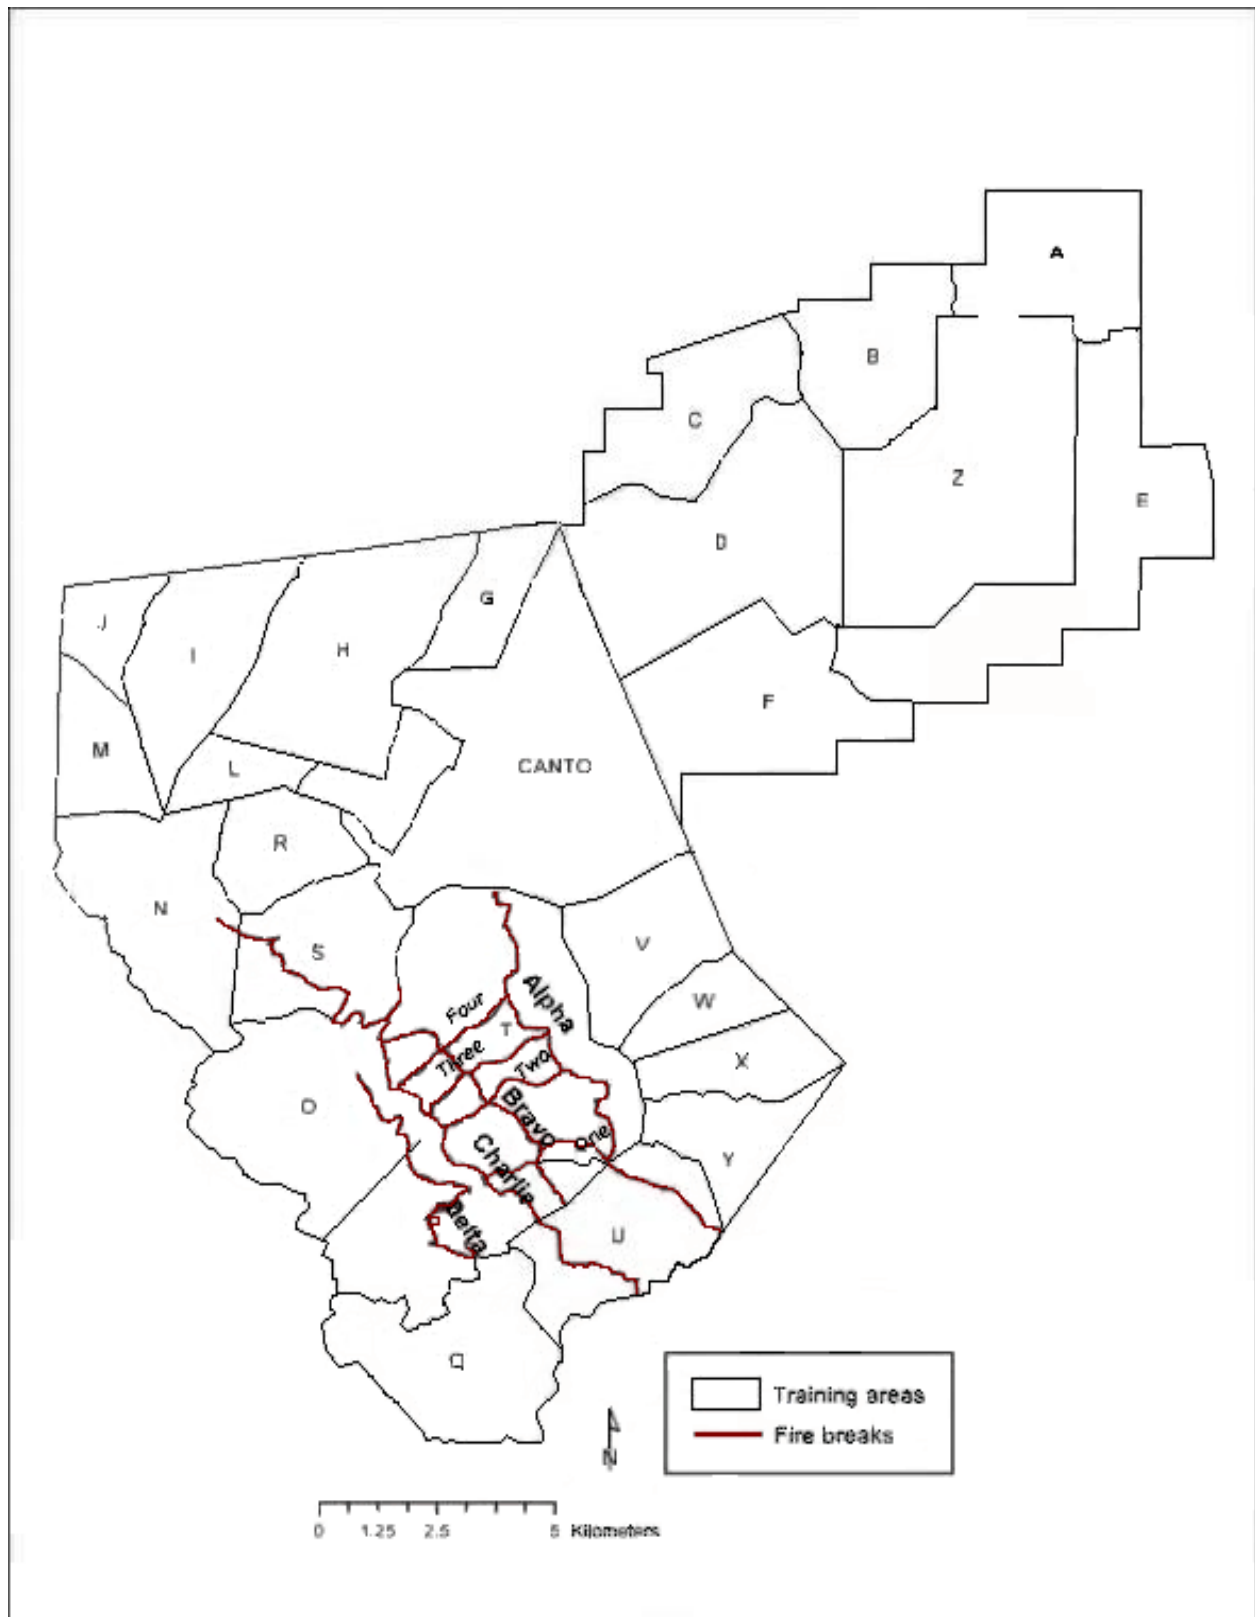 A
B
C
Z
E
D
G
J
H
I
F
M
CANTO
L
R
N
V
S
Alpha
W
Four
T
Three
Two
X
O
Bravo
One
Charlie
Y
Delta
U
Q
Training areas
Fire breaks
N
0 1.25 2.5 5 Kilometers